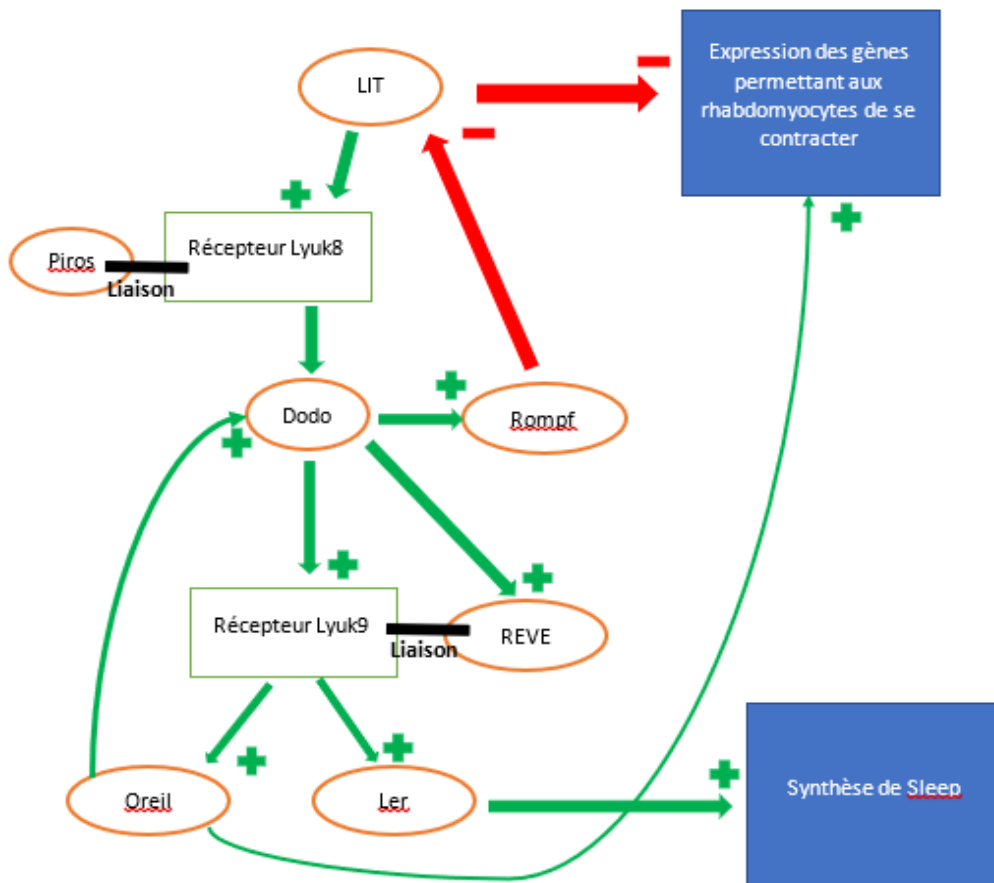 LIT
Expression des gènes
permettant aux
rhabdomyocytes de se
contracter
Récepteur Lyuk8
Piros
Liaison
Dodo
Rompf
Récepteur Lyuk9
REVE
Liaison
Oreil
Ler
Synthèse de Sleep